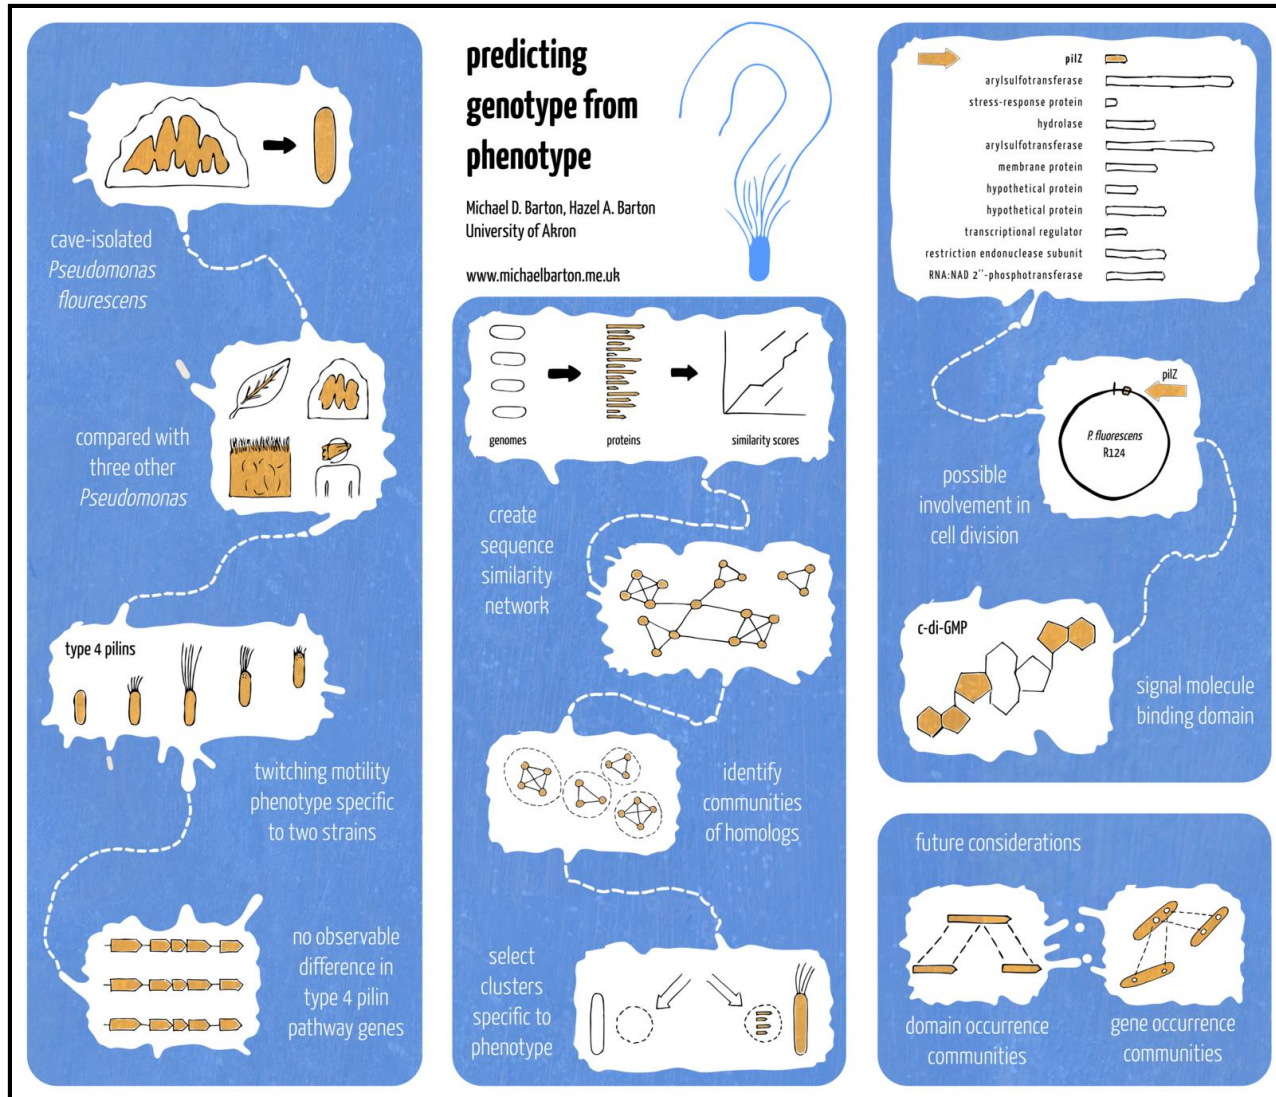 predicting
genotype from
phenotype
Michael D. Barton, Hazel A. Barton
University of Akron
www.michaelbarton.me.uk
cave-isolated
Pseudomonas
flourescens
compared with
three other
Pseudomonas
type 4 pilins
twitching motility
phenotype specific
to two strains
no observable
difference in
type 4 pilin
pathway genes
genomes
proteins
similarity scores
create
sequence
similarity
network
identify
communities
of homologs
select
clusters
specific to
phenotype
pilZ
arylsulfotransferase
stress-response protein
hydrolase
arylsulfotransferase
membrane protein
hypothetical protein
hypothetical protein
transcriptional regulator
restriction endonuclease subunit
RNA:NAD 2''-phosphotransferase
pilZ
P. fluorescens
R124
possible
involvement in
cell division
c-di-GMP
signal molecule
binding domain
future considerations
domain occurrence
communities
gene occurrence
communities